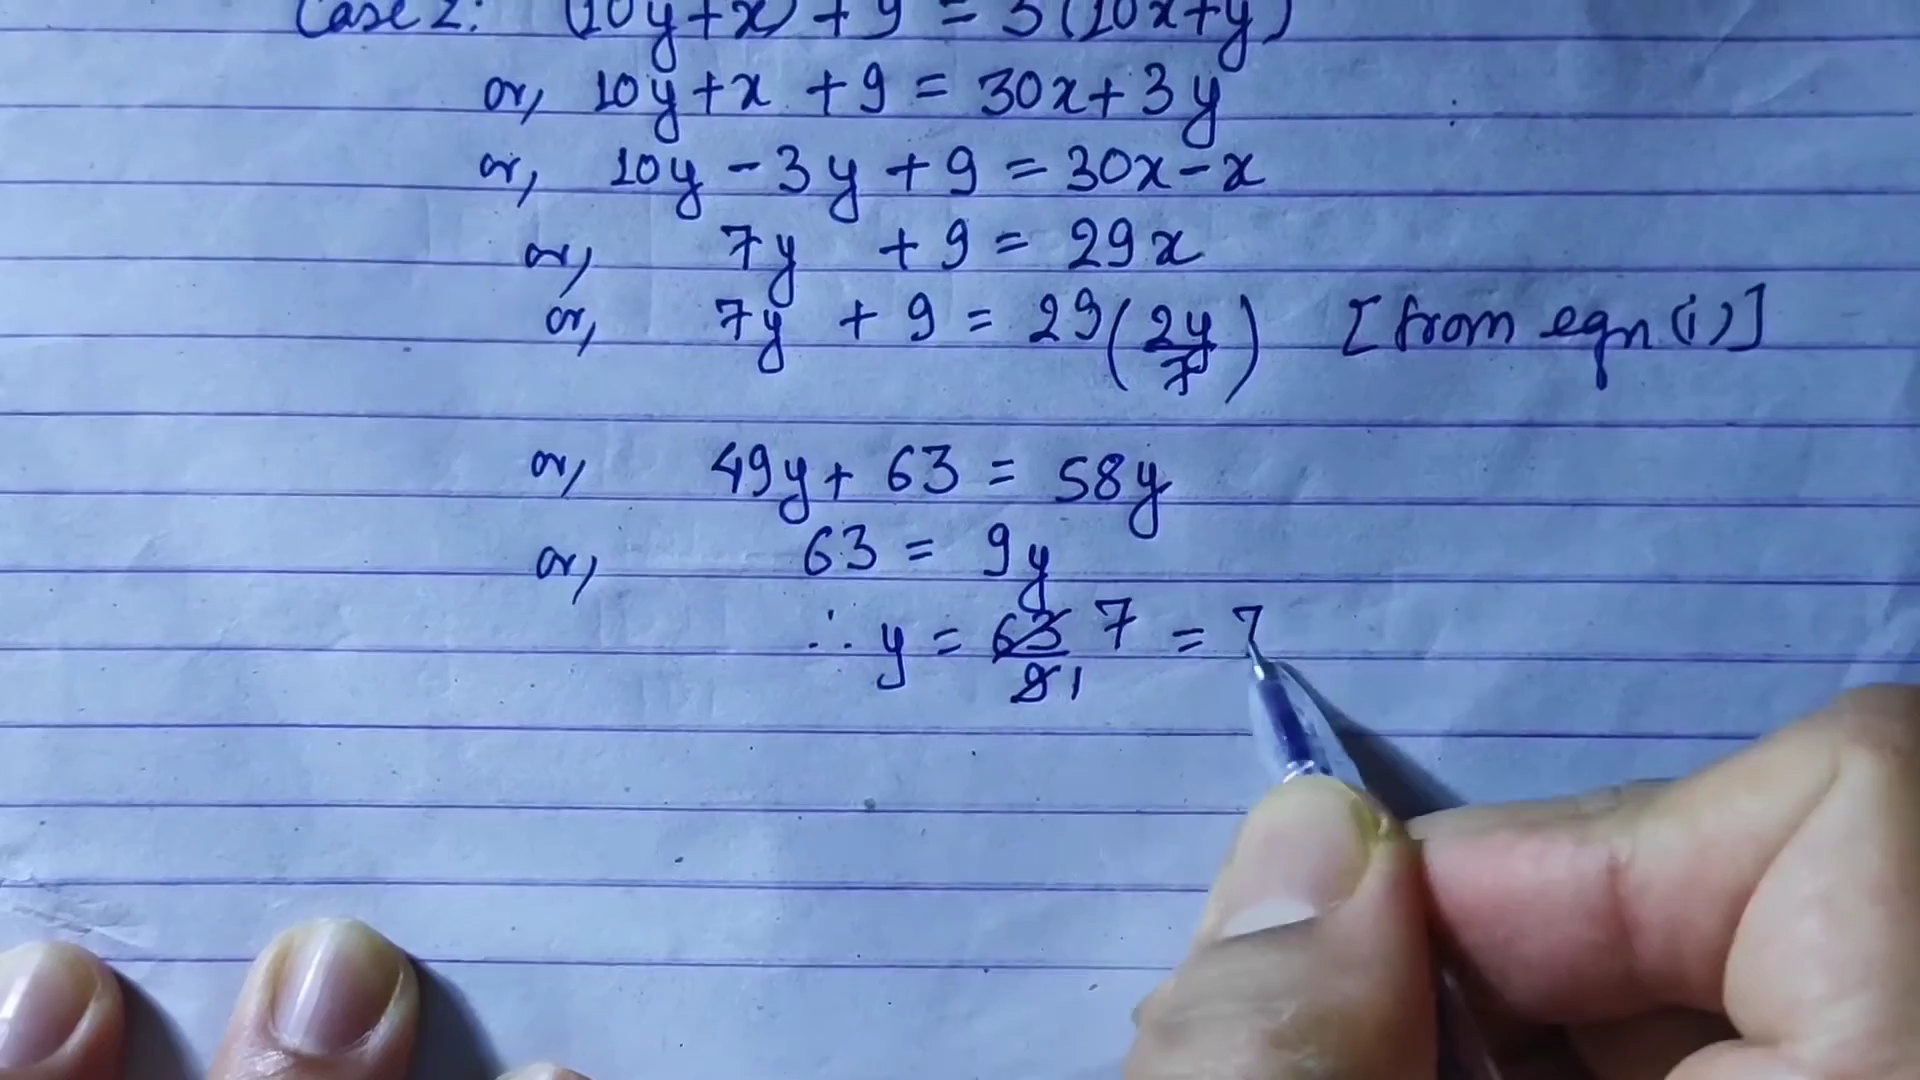 Case 2: (10y+x)+9 = 3(10x+y)
or, 10y+x +9 = 30x+3y
or, 10y-3y+9 = 30x-x
or, 7y +9 = 29x
or, 7y +9 = 29(2y/7) [from eqn(i)]
or, 49y+63 = 58y
or, 63 = 9y
∴ y = 63/9 7 1 = 7